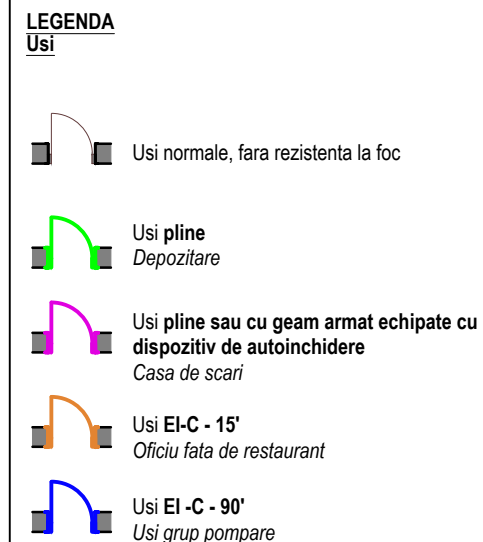 LEGENDA
Usi
Usi normale, fara rezistenta la foc
Usi pline
Depozitare
Usi pline sau cu geam armat echipate cu
dispozitiv de autoinchidere
Casa de scari
Usi EI-C - 15'
Oficiu fata de restaurant
Usi EI -C - 90'
Usi grup pompare